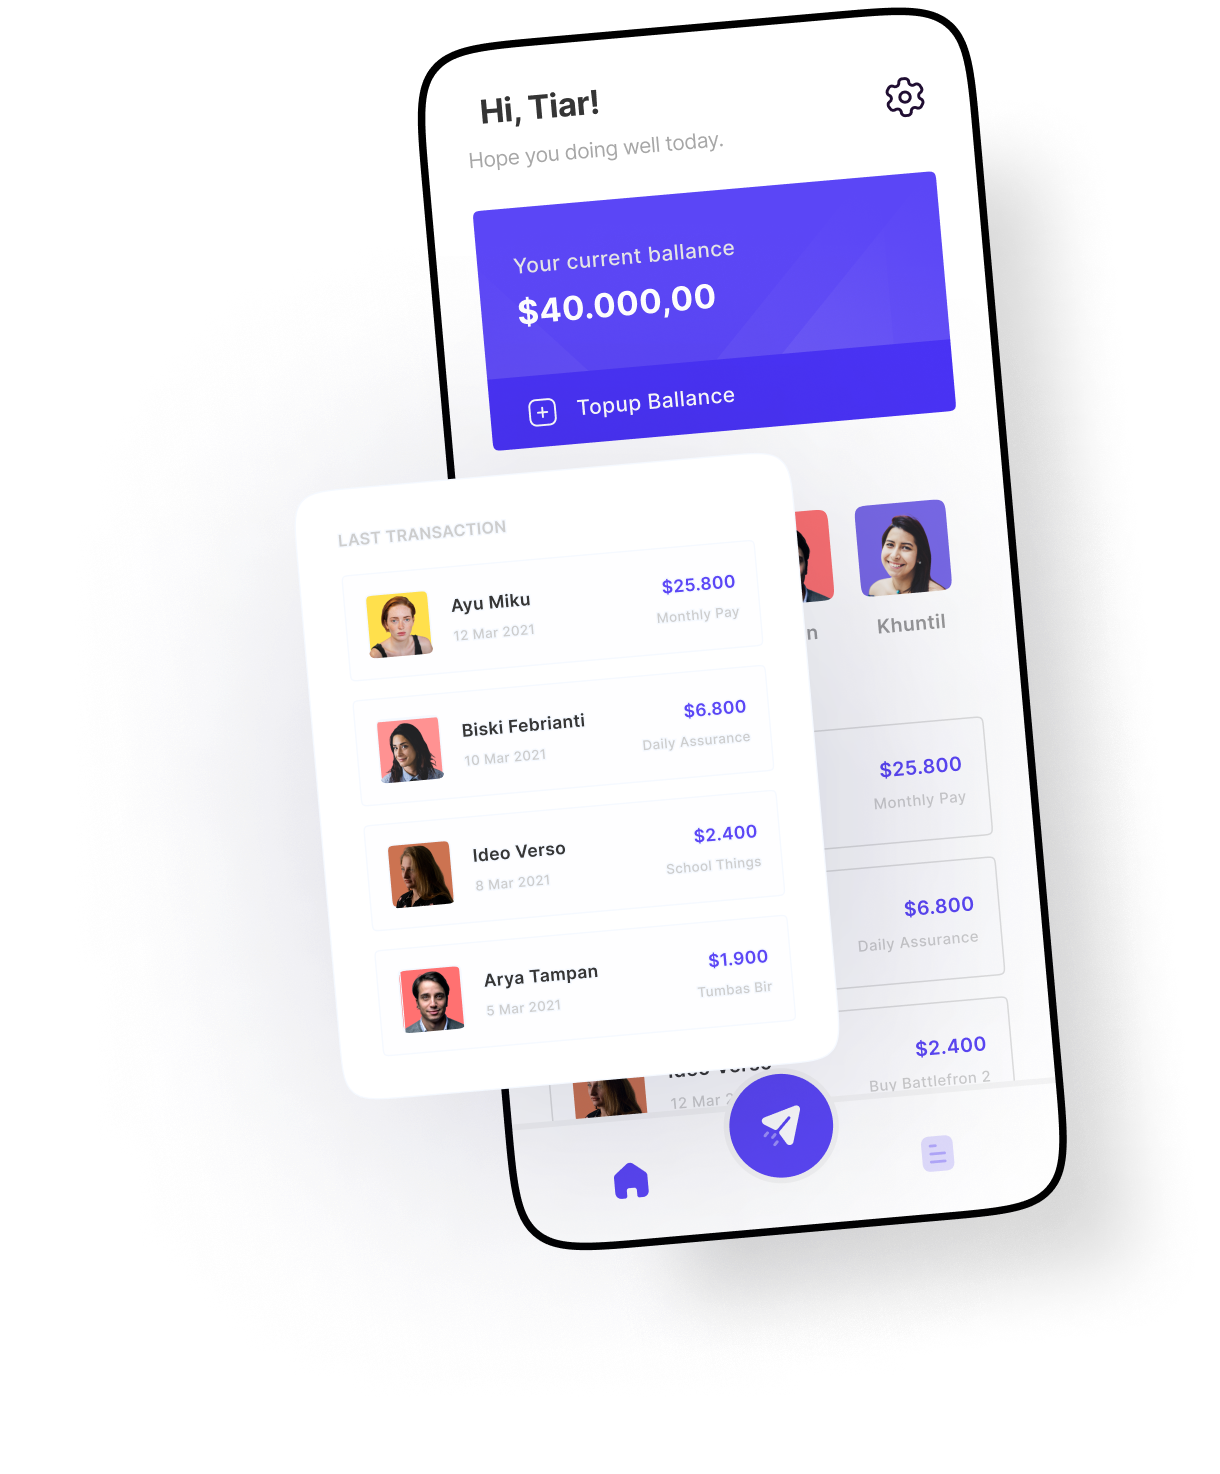 Hi, Tiar!
Hope you doing well today.
Your current ballance
$40.000,00
Topup Ballance
Khuntil
LAST TRANSACTION
Ayu Miku
$25.800
12 Mar 2021
Monthly Pay
Biski Febrianti
$6.800
10 Mar 2021
Daily Assurance
Ideo Verso
$2.400
8 Mar 2021
School Things
Arya Tampan
$1.900
5 Mar 2021
Tumbas Bir
$25.800
Monthly Pay
$6.800
Daily Assurance
Ideo Verso
$2.400
12 Mar 2
Buy Battlefron 2